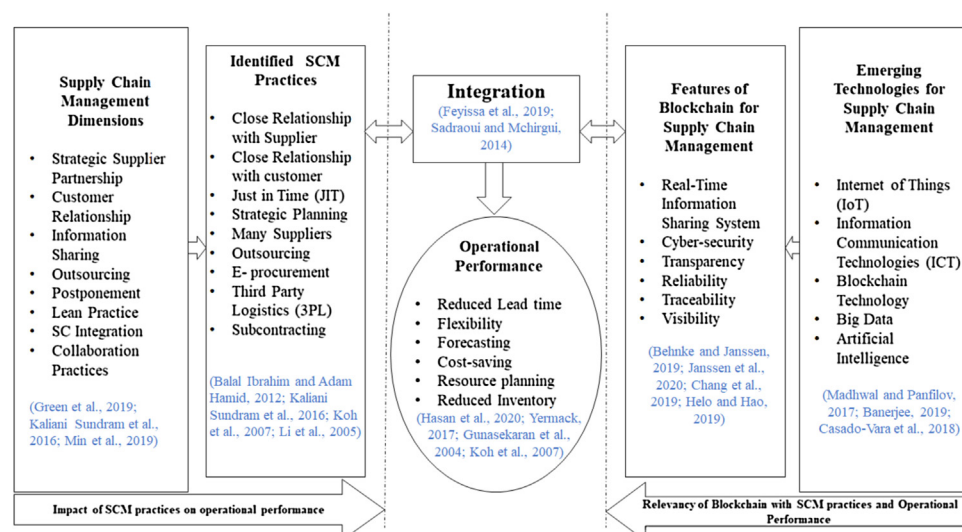 Supply Chain
Management
Dimensions
Strategic Supplier
Partnership
Customer
Relationship
Information
Sharing
Outsourcing
Postponement
Lean Practice
SC Integration
Collaboration
Practices
(Green et al., 2019;
Kaliani Sundram et al.,
2016; Min et al., 2019)
Identified SCM
Practices
Close Relationship
with Supplier
Close Relationship
with customer
Just in Time (JIT)
Strategic Planning
Many Suppliers
Outsourcing
E- procurement
Third Party
Logistics (3PL)
Subcontracting
(Balal Ibrahim and Adam
Hamid, 2012; Kaliani
Sundram et al., 2016; Koh
et al., 2007; Li et al., 2005)
Integration
(Feyissa et al., 2019;
Sadraoui and Mchirgui,
2014)
Operational
Performance
Reduced Lead time
Flexibility
Forecasting
Cost-saving
Resource planning
Reduced Inventory
(Hasan et al., 2020; Yermack,
2017; Gunasekaran et al.,
2004; Koh et al., 2007)
Features of
Blockchain for
Supply Chain
Management
Real-Time
Information
Sharing System
Cyber-security
Transparency
Reliability
Traceability
Visibility
(Behnke and Janssen,
2019; Janssen et al.,
2020; Chang et al.,
2019; Helo and Hao,
2019)
Emerging
Technologies for
Supply Chain
Management
Internet of Things
(IoT)
Information
Communication
Technologies (ICT)
Blockchain
Technology
Big Data
Artificial
Intelligence
(Madhwal and Panfilov,
2017; Banerjee, 2019;
Casado-Vara et al., 2018)
Impact of SCM practices on operational performance
Relevancy of Blockchain with SCM practices and Operational
Performance